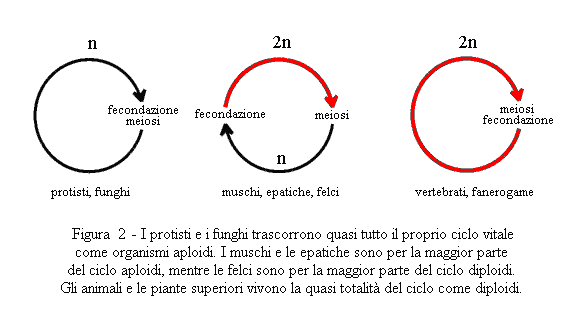 n
fecondazione
meiosi
protisti, funghi
2n
fecondazione
meiosi
n
muschi, epatiche, felci
2n
meiosi
fecondazione
vertebrati, fanerogame
Figura 2 - I protisti e i funghi trascorrono quasi tutto il proprio ciclo vitale
come organismi aploidi. I muschi e le epatiche sono per la maggior parte
del ciclo aploidi, mentre le felci sono per la maggior parte del ciclo diploidi.
Gli animali e le piante superiori vivono la quasi totalità del ciclo come diploidi.